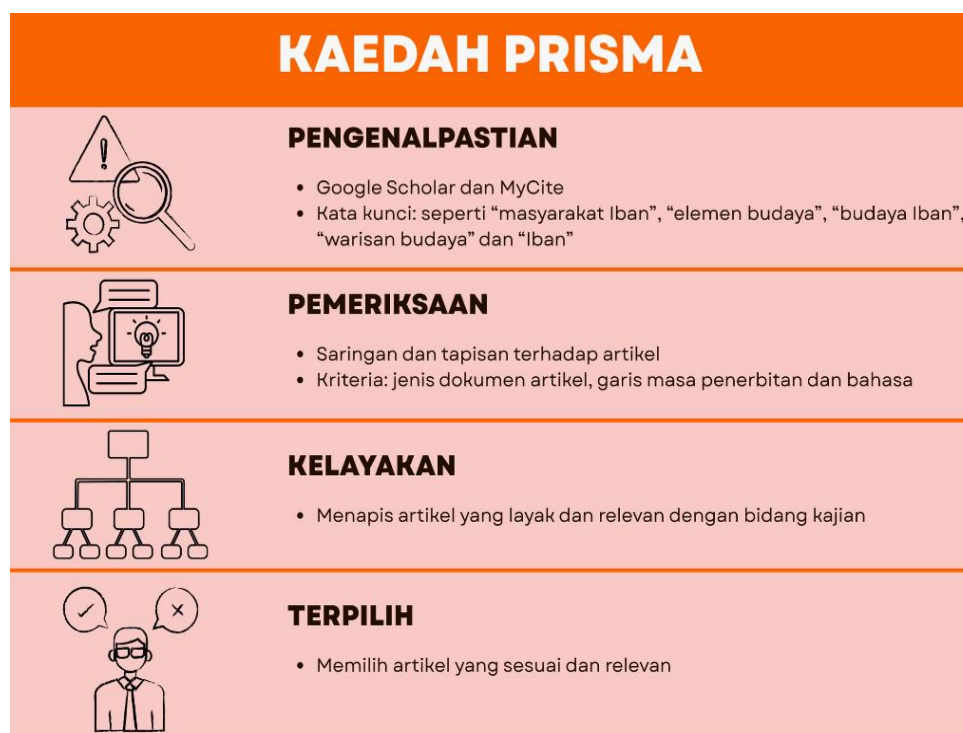 KAEDAH PRISMA
PENGENALPASTIAN
• Google Scholar dan MyCite
• Kata kunci: seperti “masyarakat Iban”, “elemen budaya”, “budaya Iban”,
“warisan budaya” dan “Iban”
PEMERIKSAAN
• Saringan dan tapisan terhadap artikel
• Kriteria: jenis dokumen artikel, garis masa penerbitan dan bahasa
KELAYAKAN
• Menapis artikel yang layak dan relevan dengan bidang kajian
TERPILIH
• Memilih artikel yang sesuai dan relevan